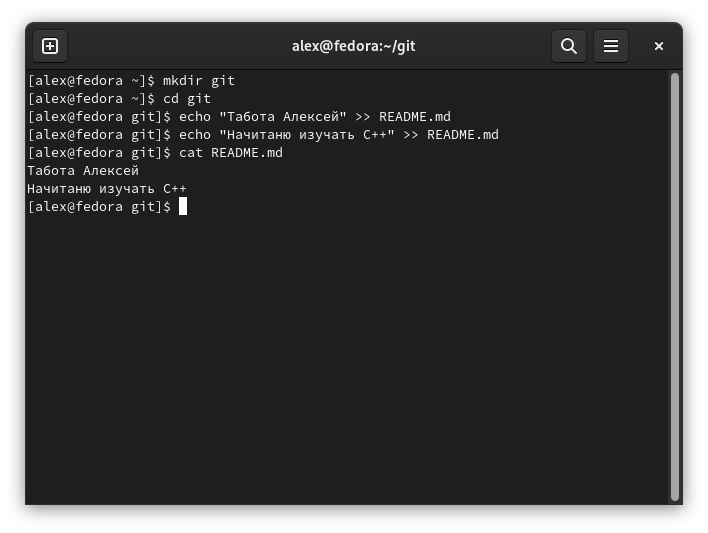 alex@fedora:~/git
[alex@fedora ~]$ mkdir git
[alex@fedora ~]$ cd git
[alex@fedora git]$ echo "Табота Алексей" >> README.md
[alex@fedora git]$ echo "Начитаню изучать C++" >> README.md
[alex@fedora git]$ cat README.md
Табота Алексей
Начитаню изучать C++
[alex@fedora git]$